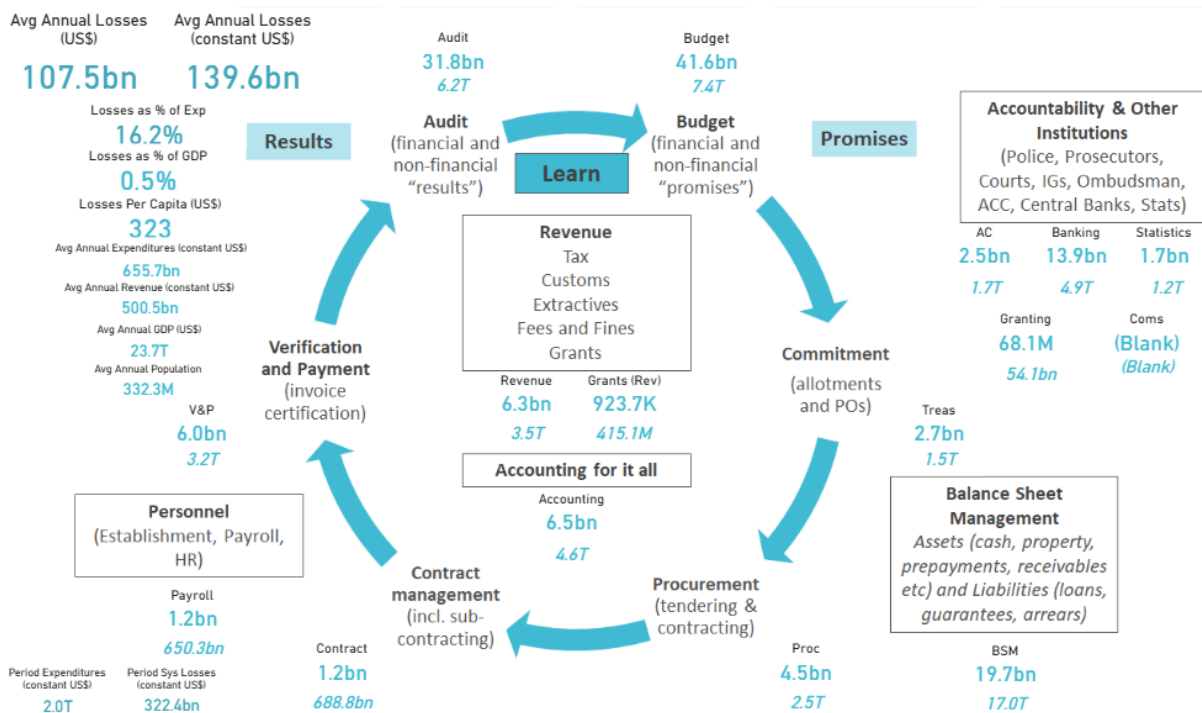 Avg Annual Losses
(US$)
107.5bn
Avg Annual Losses
(constant US$)
139.6bn
Losses as % of Exp
16.2%
Losses as % of GDP
0.5%
Losses Per Capita (US$)
323
Avg Annual Expenditures (constant US$)
655.7bn
Avg Annual Revenue (constant US$)
500.5bn
Avg Annual GDP (US$)
23.7T
Avg Annual Population
332.3M
Results
Audit
31.8bn
6.2T
Audit
(financial and
non-financial
“results”)
Learn
Budget
41.6bn
7.4T
Budget
(financial and
non-financial
“promises”)
Promises
Accountability & Other
Institutions
(Police, Prosecutors,
Courts, IGs, Ombudsman,
ACC, Central Banks, Stats)
AC
2.5bn
1.7T
Banking
13.9bn
4.9T
Statistics
1.7bn
1.2T
Granting
68.1M
54.1bn
Coms
(Blank)
(Blank)
Revenue
Tax
Customs
Extractives
Fees and Fines
Grants
Revenue
6.3bn
3.5T
Grants (Rev)
923.7K
415.1M
Accounting for it all
Accounting
6.5bn
4.6T
Commitment
(allotments
and POs)
Treas
2.7bn
1.5T
Balance Sheet
Management
Assets (cash, property,
prepayments, receivables
etc) and Liabilities (loans,
guarantees, arrears)
BSM
19.7bn
17.0T
Procurement
(tendering &
contracting)
Proc
4.5bn
2.5T
Contract
management
(incl. sub-
contracting)
Contract
1.2bn
688.8bn
Verification
and Payment
(invoice
certification)
V&P
6.0bn
3.2T
Personnel
(Establishment, Payroll,
HR)
Payroll
1.2bn
650.3bn
Period Expenditures
(constant US$)
2.0T
Period Sys Losses
(constant US$)
322.4bn